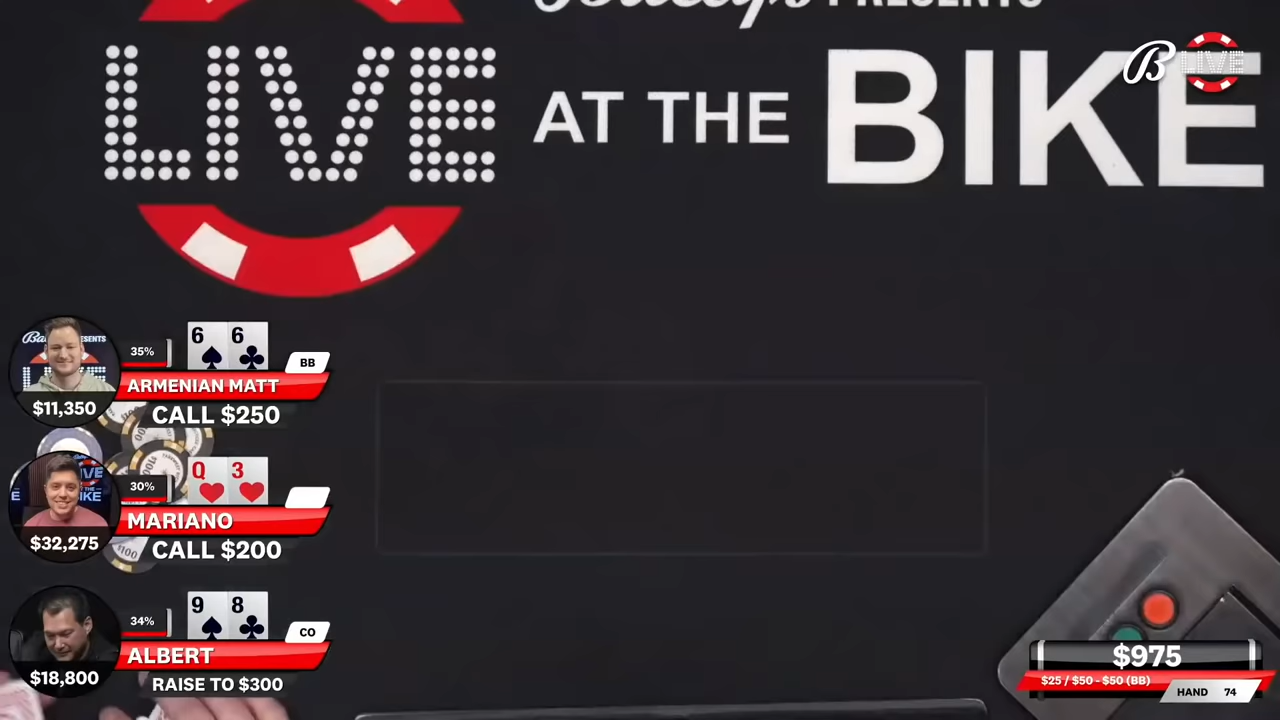 PRESENTS
LIVE
AT THE
BIKE
B LIVE
6 6
35%
BB
ARMENIAN MATT
$11,350
CALL $250
Q 3
30%
MARIANO
$32,275
CALL $200
9 8
34%
CO
ALBERT
$18,800
RAISE TO $300
$975
$25 / $50 - $50 (BB)
HAND 74